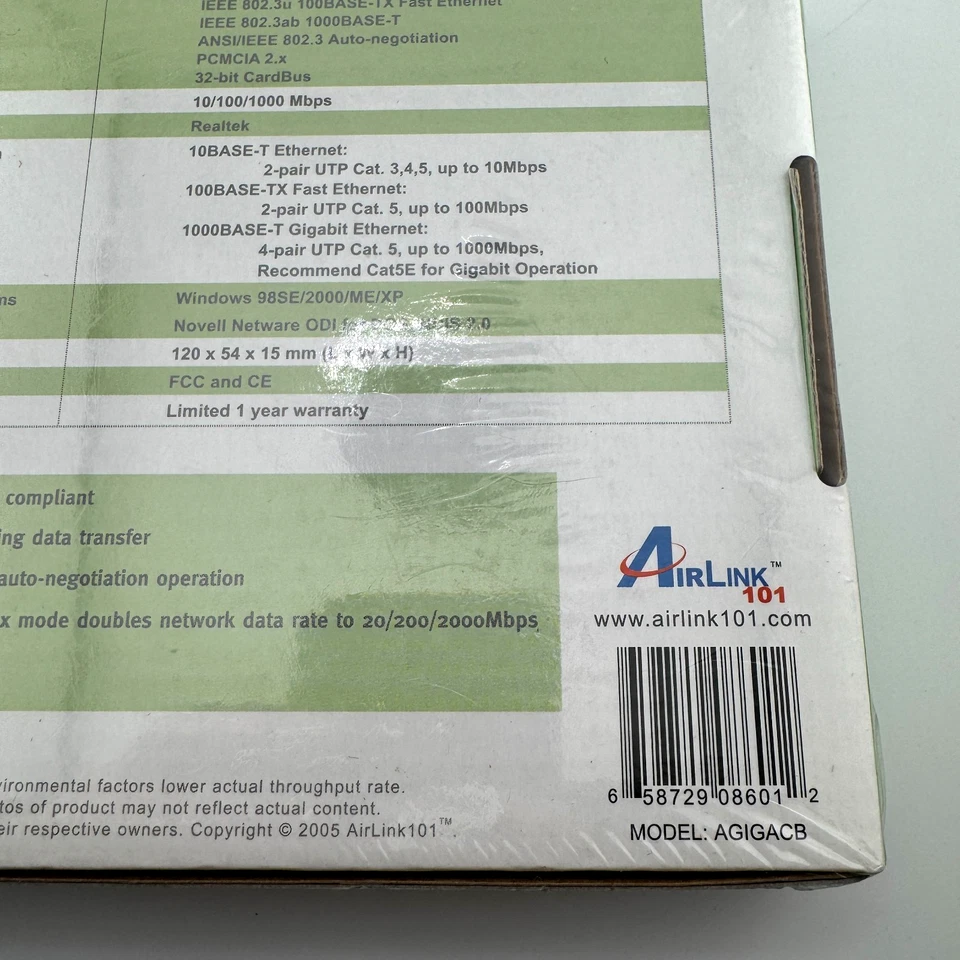 IEEE 802.3u 100BASE-TX Fast Ethernet
IEEE 802.3ab 1000BASE-T
ANSI/IEEE 802.3 Auto-negotiation
PCMCIA 2.x
32-bit CardBus
10/100/1000 Mbps
Realtek
10BASE-T Ethernet:
2-pair UTP Cat. 3,4,5, up to 10Mbps
100BASE-TX Fast Ethernet:
2-pair UTP Cat. 5, up to 100Mbps
1000BASE-T Gigabit Ethernet:
4-pair UTP Cat. 5, up to 1000Mbps,
Recommend Cat5E for Gigabit Operation
ms Windows 98SE/2000/ME/XP
Novell Netware ODI 2.0
120 x 54 x 15 mm (L x W x H)
FCC and CE
Limited 1 year warranty
compliant
ing data transfer
auto-negotiation operation
x mode doubles network data rate to 20/200/2000Mbps
AIRLINK™
101
www.airlink101.com
6 58729 08601 2
MODEL: AGIGACB
vironmental factors lower actual throughput rate.
tos of product may not reflect actual content.
eir respective owners. Copyright © 2005 AirLink101™.